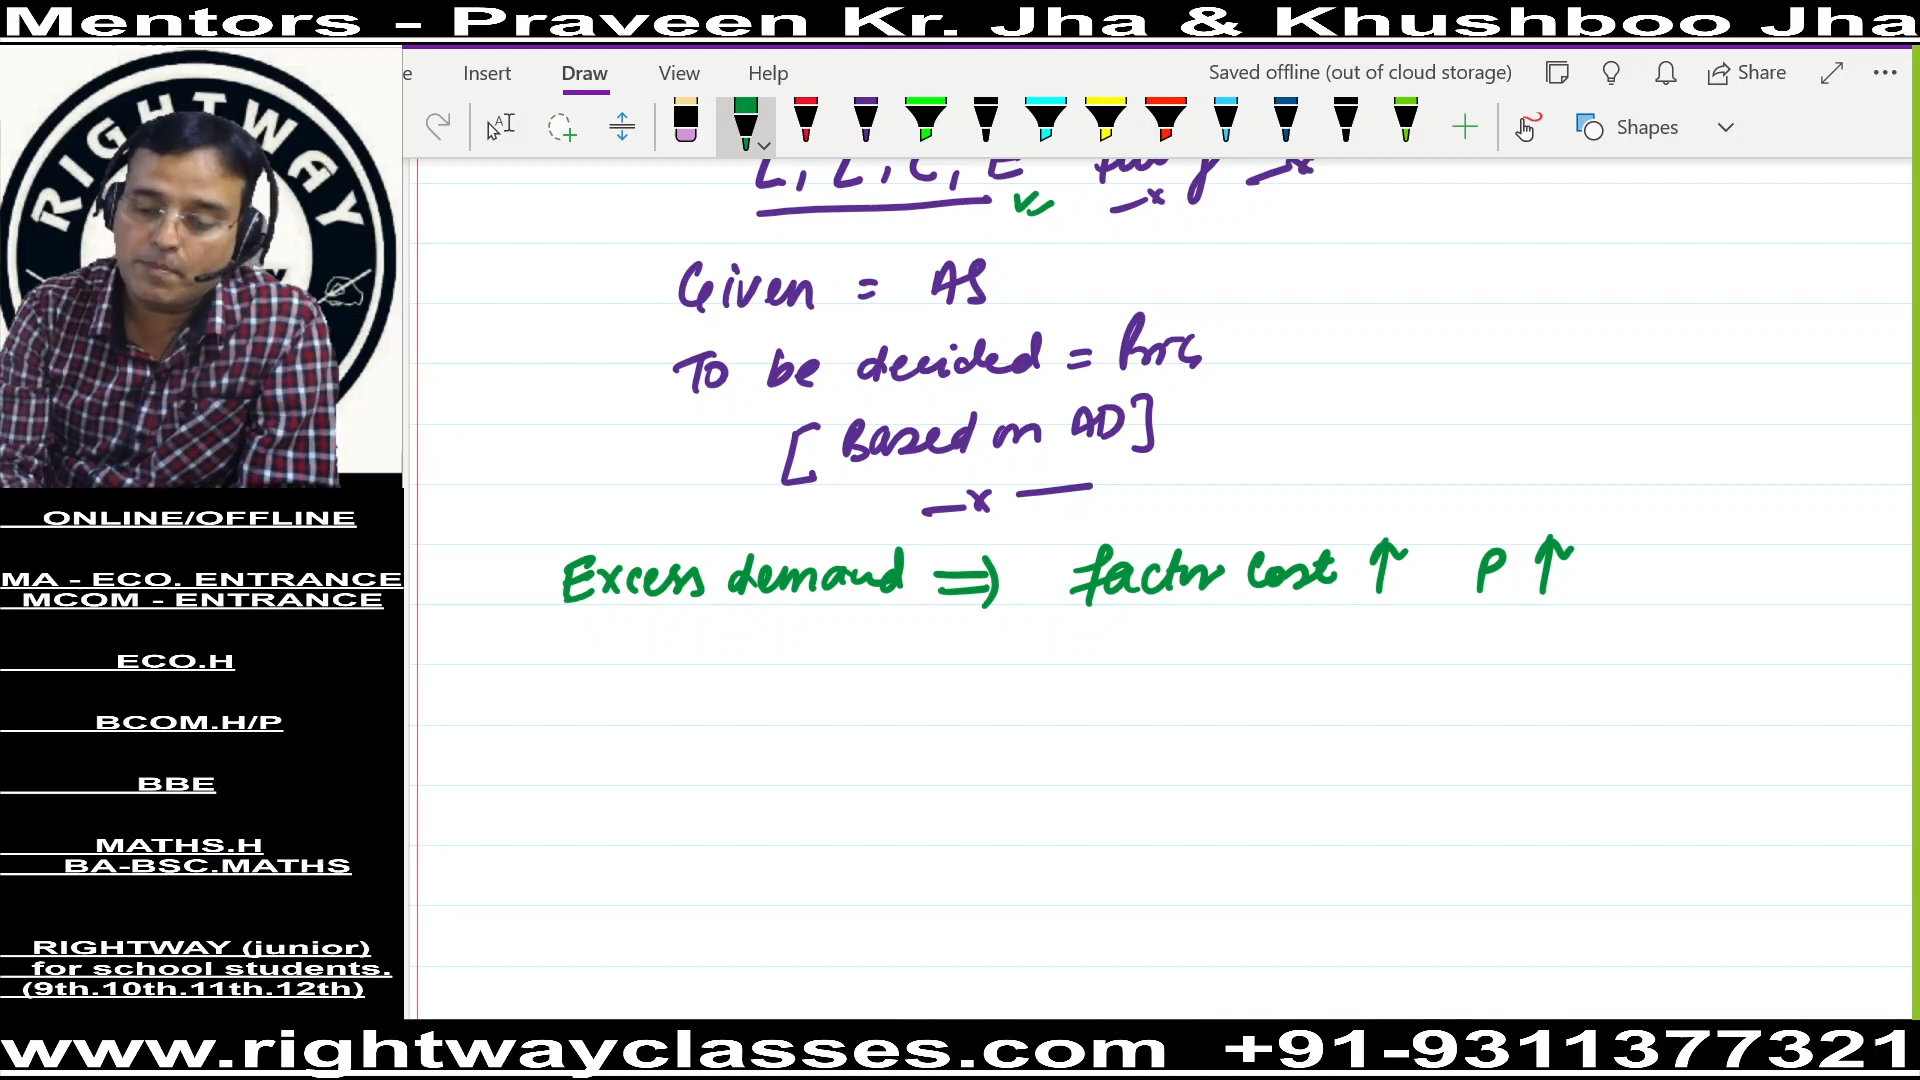 Mentors - Praveen Kr. Jha & Khushboo Jha
RIGHTWAY
Insert Draw View Help
Saved offline (out of cloud storage)
Share
Shapes
L, L, C, E
Given = AS
To be decided =
[Based on AD]
Excess demand ⇒ factor cost ↑ P ↑
ONLINE/OFFLINE
MA - ECO. ENTRANCE
MCOM - ENTRANCE
ECO.H
BCOM.H/P
BBE
MATHS.H
BA-BSC.MATHS
RIGHTWAY (junior)
for school students.
(9th.10th.11th.12th)
www.rightwayclasses.com +91-9311377321